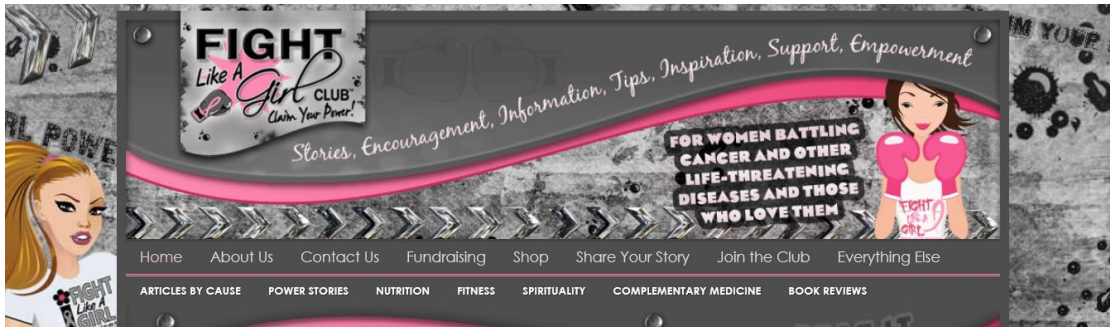 FIGHT
Like A
Girl CLUB
Claim Your Power!
Stories, Encouragement, Information, Tips, Inspiration, Support, Empowerment
FOR WOMEN BATTLING
CANCER AND OTHER
LIFE-THREATENING
DISEASES AND THOSE
WHO LOVE THEM
FIGHT
LIKE A
GIRL
YOUR
RL POWE
FIGHT
Like A
GIRL
Home About Us Contact Us Fundraising Shop Share Your Story Join the Club Everything Else
ARTICLES BY CAUSE POWER STORIES NUTRITION FITNESS SPIRITUALITY COMPLEMENTARY MEDICINE BOOK REVIEWS